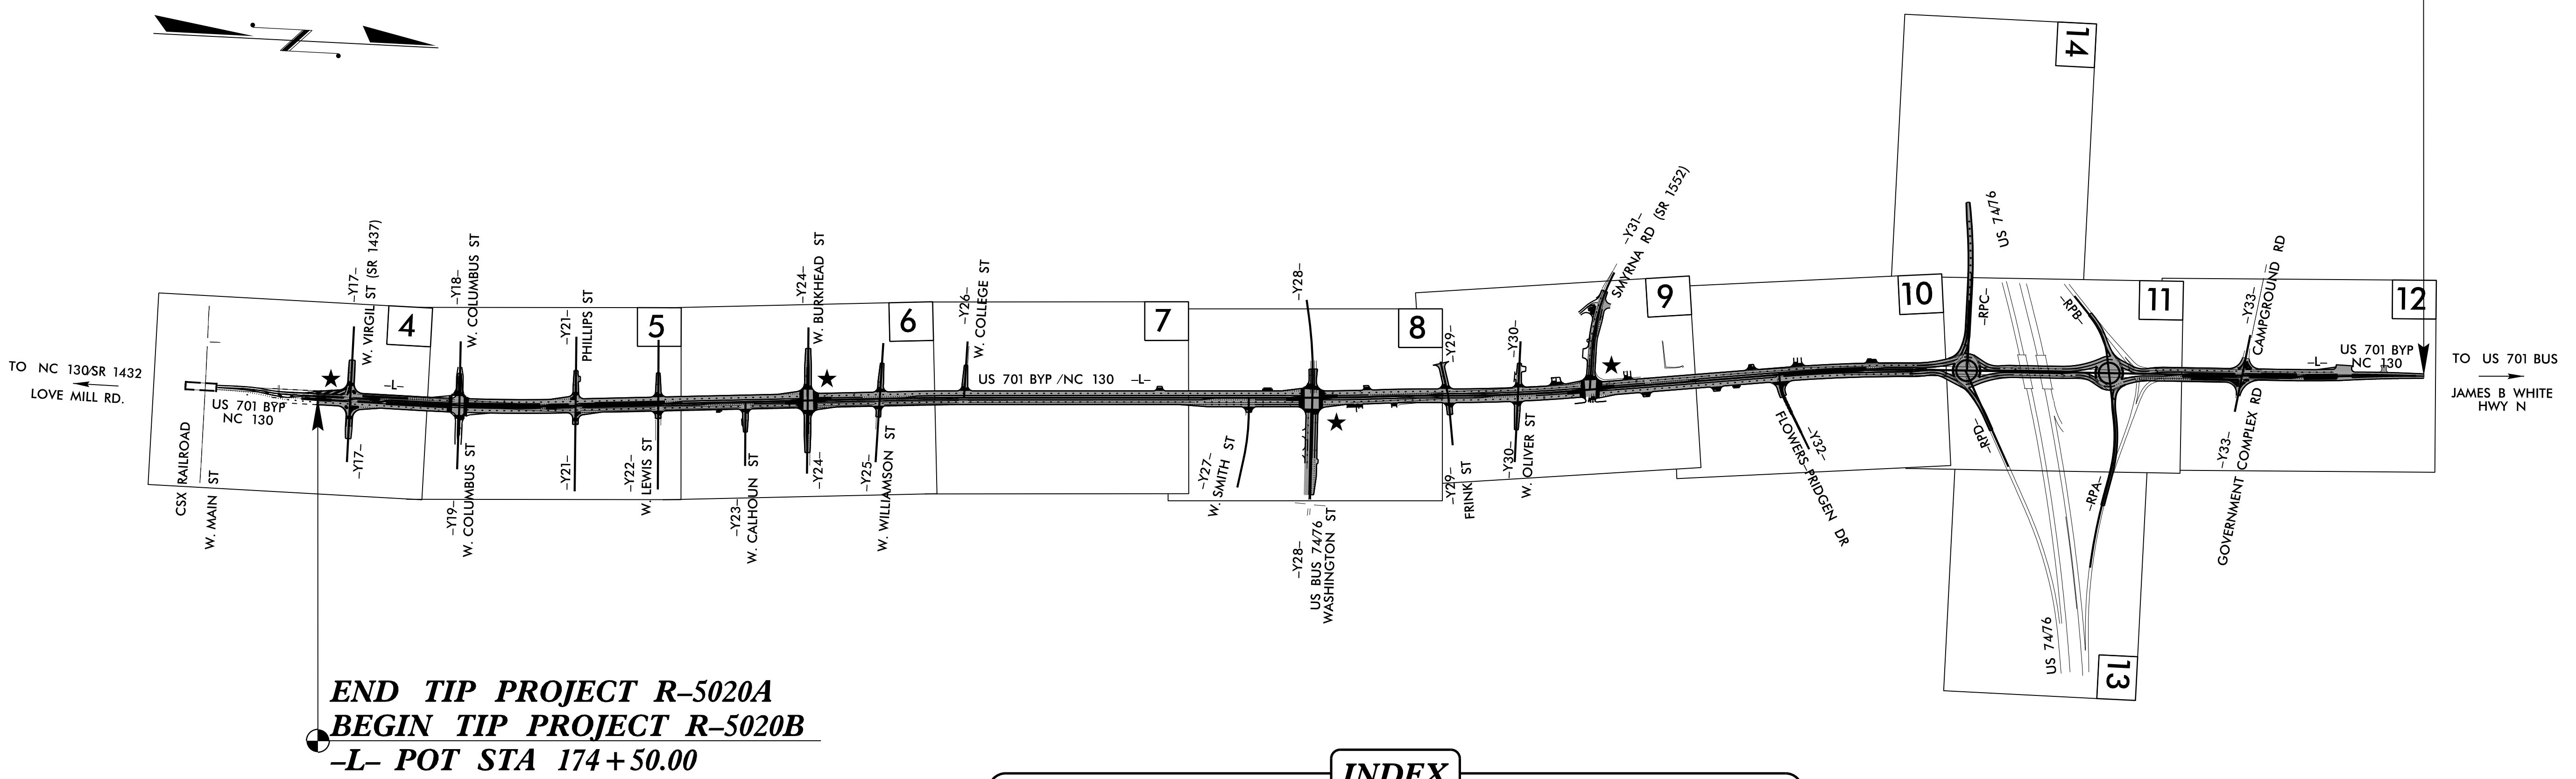 14
-Y17-
W. VIRGIL ST (SR 1437)
-Y18-
W. COLUMBUS ST
-Y21-
PHILLIPS ST
-Y24-
W. BURKHEAD ST
-Y26-
W. COLLEGE ST
-Y28-
-Y29-
-Y30-
-Y31-
SMYRNA RD (SR 1552)
US 74/76
-RPC-
-RPB-
-Y33-
CAMPGROUND RD
4
5
6
7
8
9
10
11
12
TO NC 130/SR 1432
LOVE MILL RD.
US 701 BYP
NC 130
-L-
US 701 BYP / NC 130 -L-
-L-
US 701 BYP
NC 130
TO US 701 BUS
JAMES B WHITE
HWY N
CSX RAILROAD
W. MAIN ST
-Y17-
-Y19-
W. COLUMBUS ST
-Y21-
-Y22-
W. LEWIS ST
-Y23-
W. CALHOUN ST
-Y24-
-Y25-
W. WILLIAMSON ST
-Y27-
W. SMITH ST
-Y28-
US BUS 74/76
WASHINGTON ST
-Y29-
FRINK ST
-Y30-
W. OLIVER ST
-Y32-
FLOWERS-PRIDGEN DR
-RPD-
-RPA-
US 74/76
-Y33-
GOVERNMENT COMPLEX RD
13
END TIP PROJECT R-5020A
BEGIN TIP PROJECT R-5020B
-L- POT STA 174+50.00
INDEX